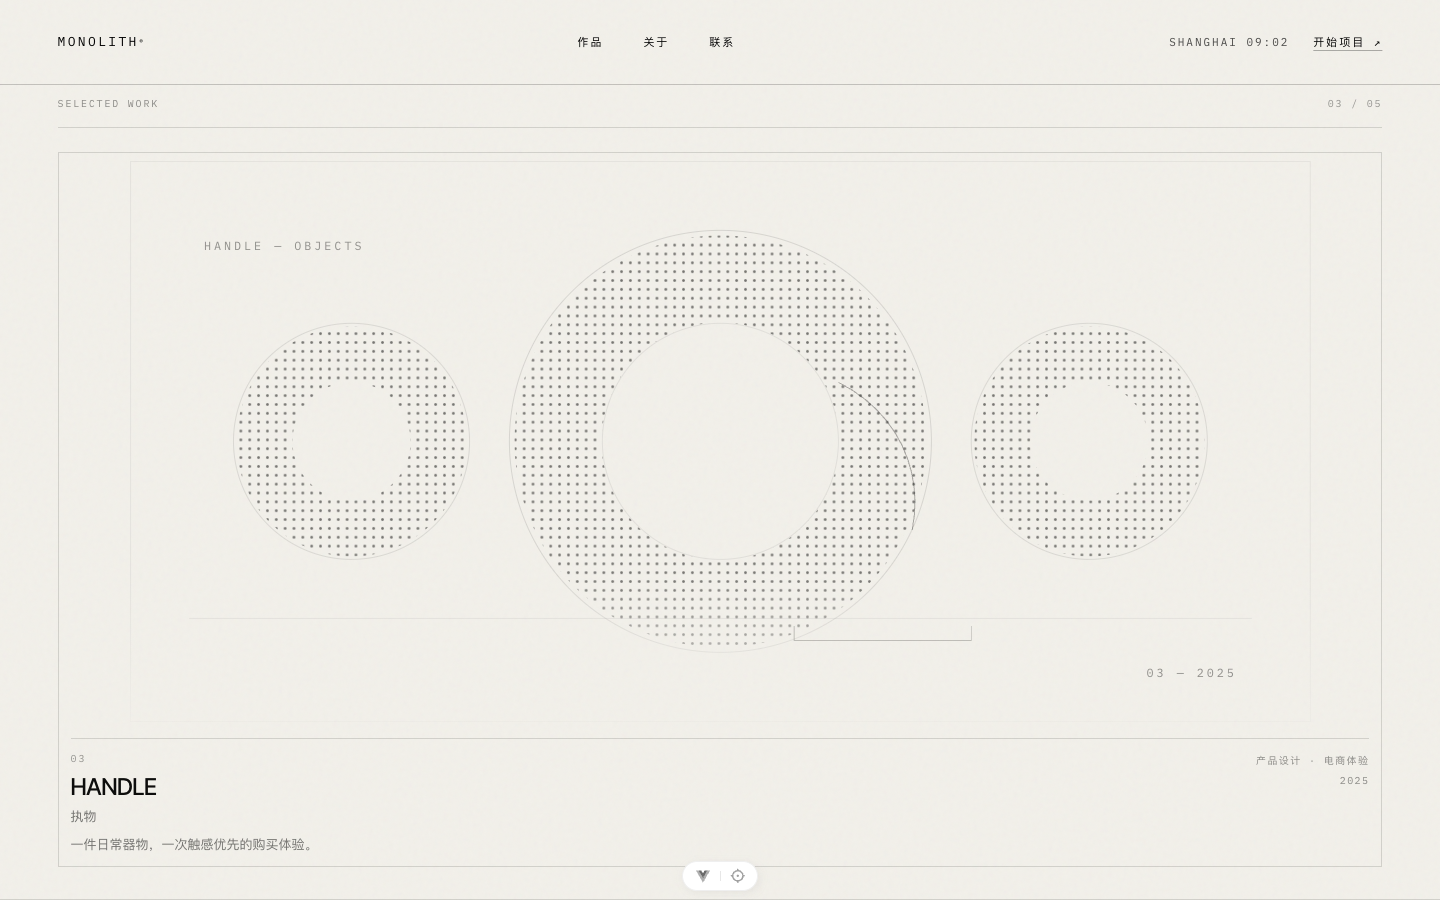 MONOLITH®
作品 关于 联系
SHANGHAI 09:02 开始项目 ↗
SELECTED WORK 03 / 05
HANDLE — OBJECTS
03 — 2025
03
HANDLE
执物
一件日常器物，一次触感优先的购买体验。
产品设计 · 电商体验
2025